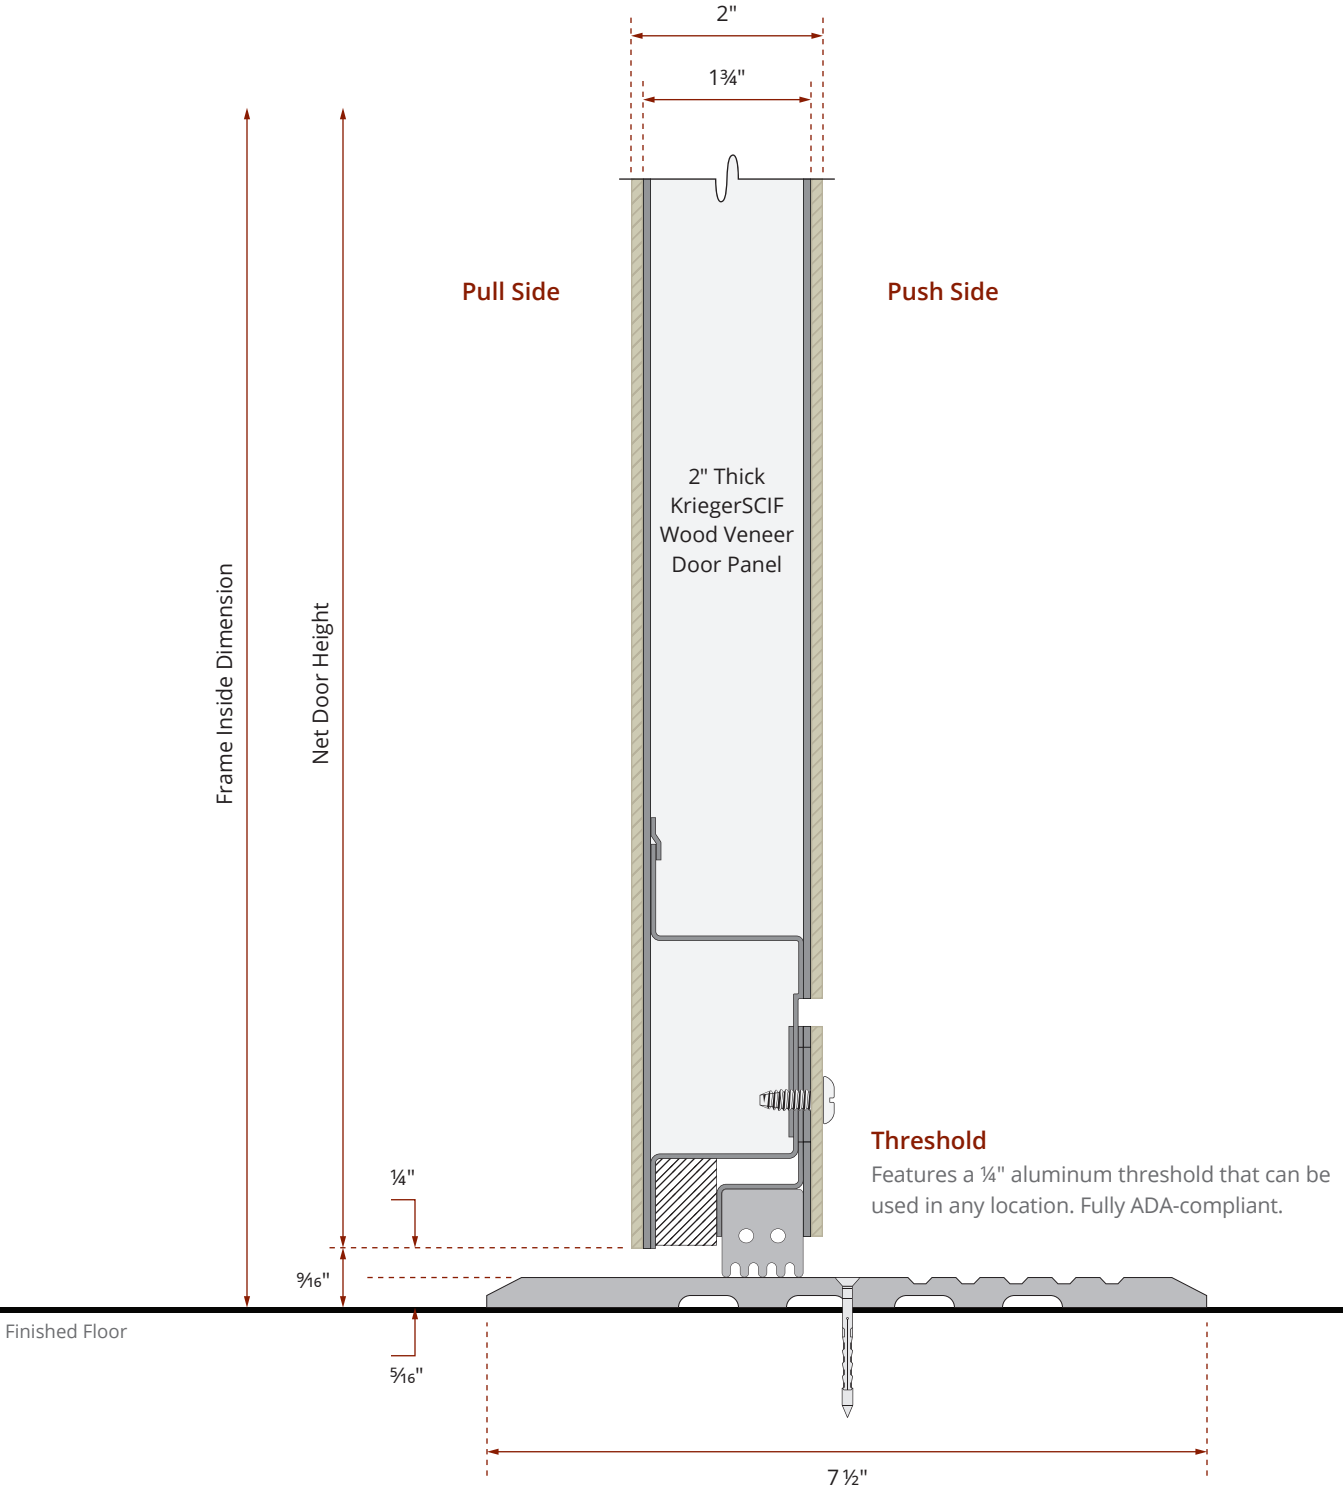 2"
1¾"
Pull Side
Push Side
2" Thick
KriegerSCIF
Wood Veneer
Door Panel
Frame Inside Dimension
Net Door Height
Threshold
Features a ¼" aluminum threshold that can be
used in any location. Fully ADA-compliant.
¼"
9⁄16"
Finished Floor
5⁄16"
7 ½"